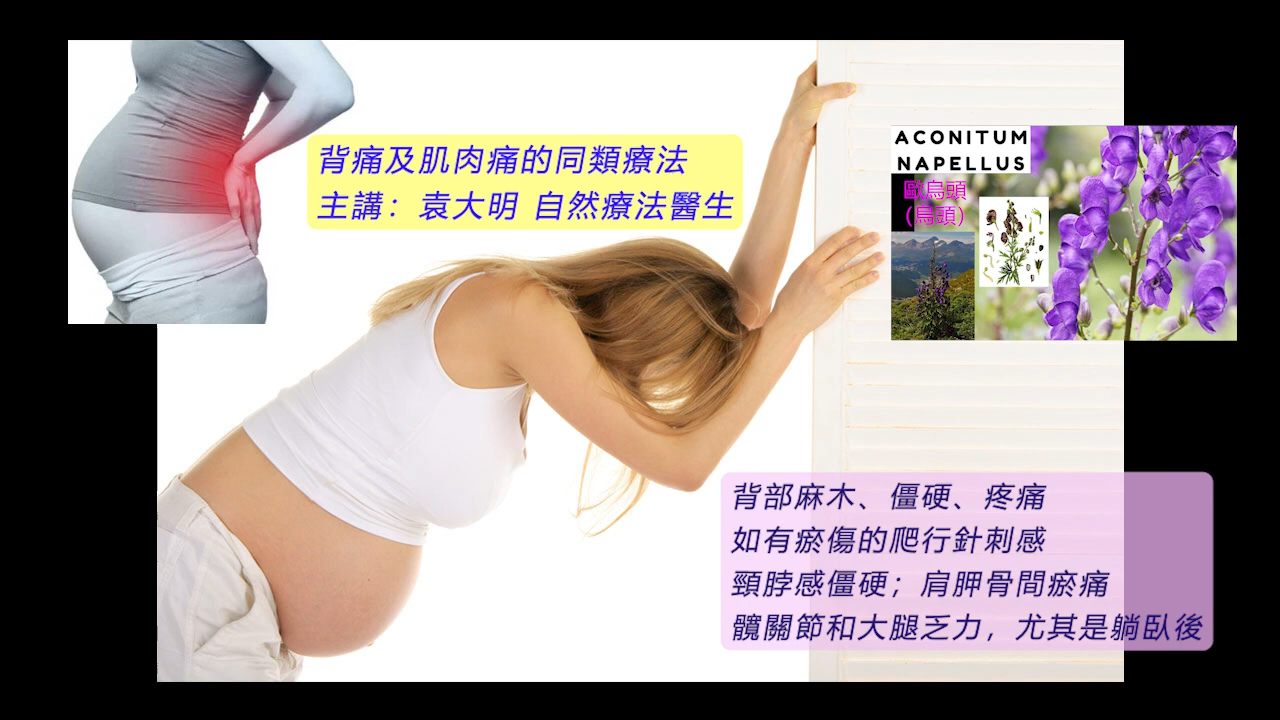 背痛及肌肉痛的同類療法
主講：袁大明 自然療法醫生
ACONITUM
NAPELLUS
歐烏頭
(烏頭)
背部麻木、僵硬、疼痛
如有瘀傷的爬行針刺感
頸脖感僵硬；肩胛骨間瘀痛
髖關節和大腿乏力，尤其是躺臥後